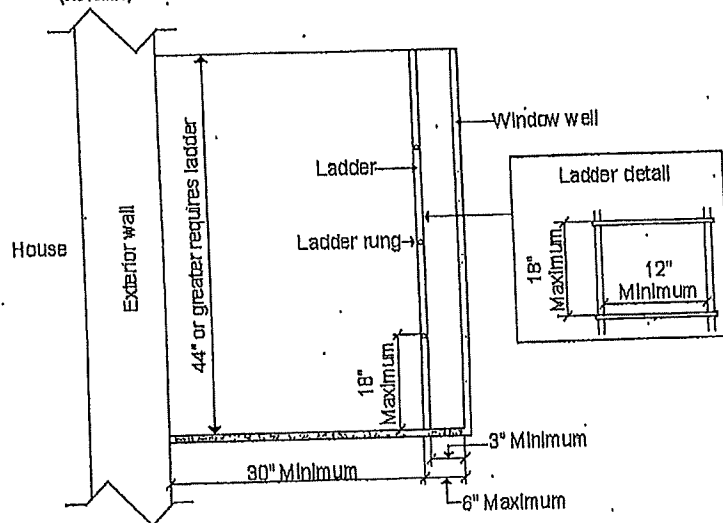 Window well
Ladder detail
Ladder
Ladder rung
House
Exterior wall
44" or greater requires ladder
18"
Maximum
12"
Minimum
18"
Maximum
3" Minimum
30" Minimum
6" Maximum